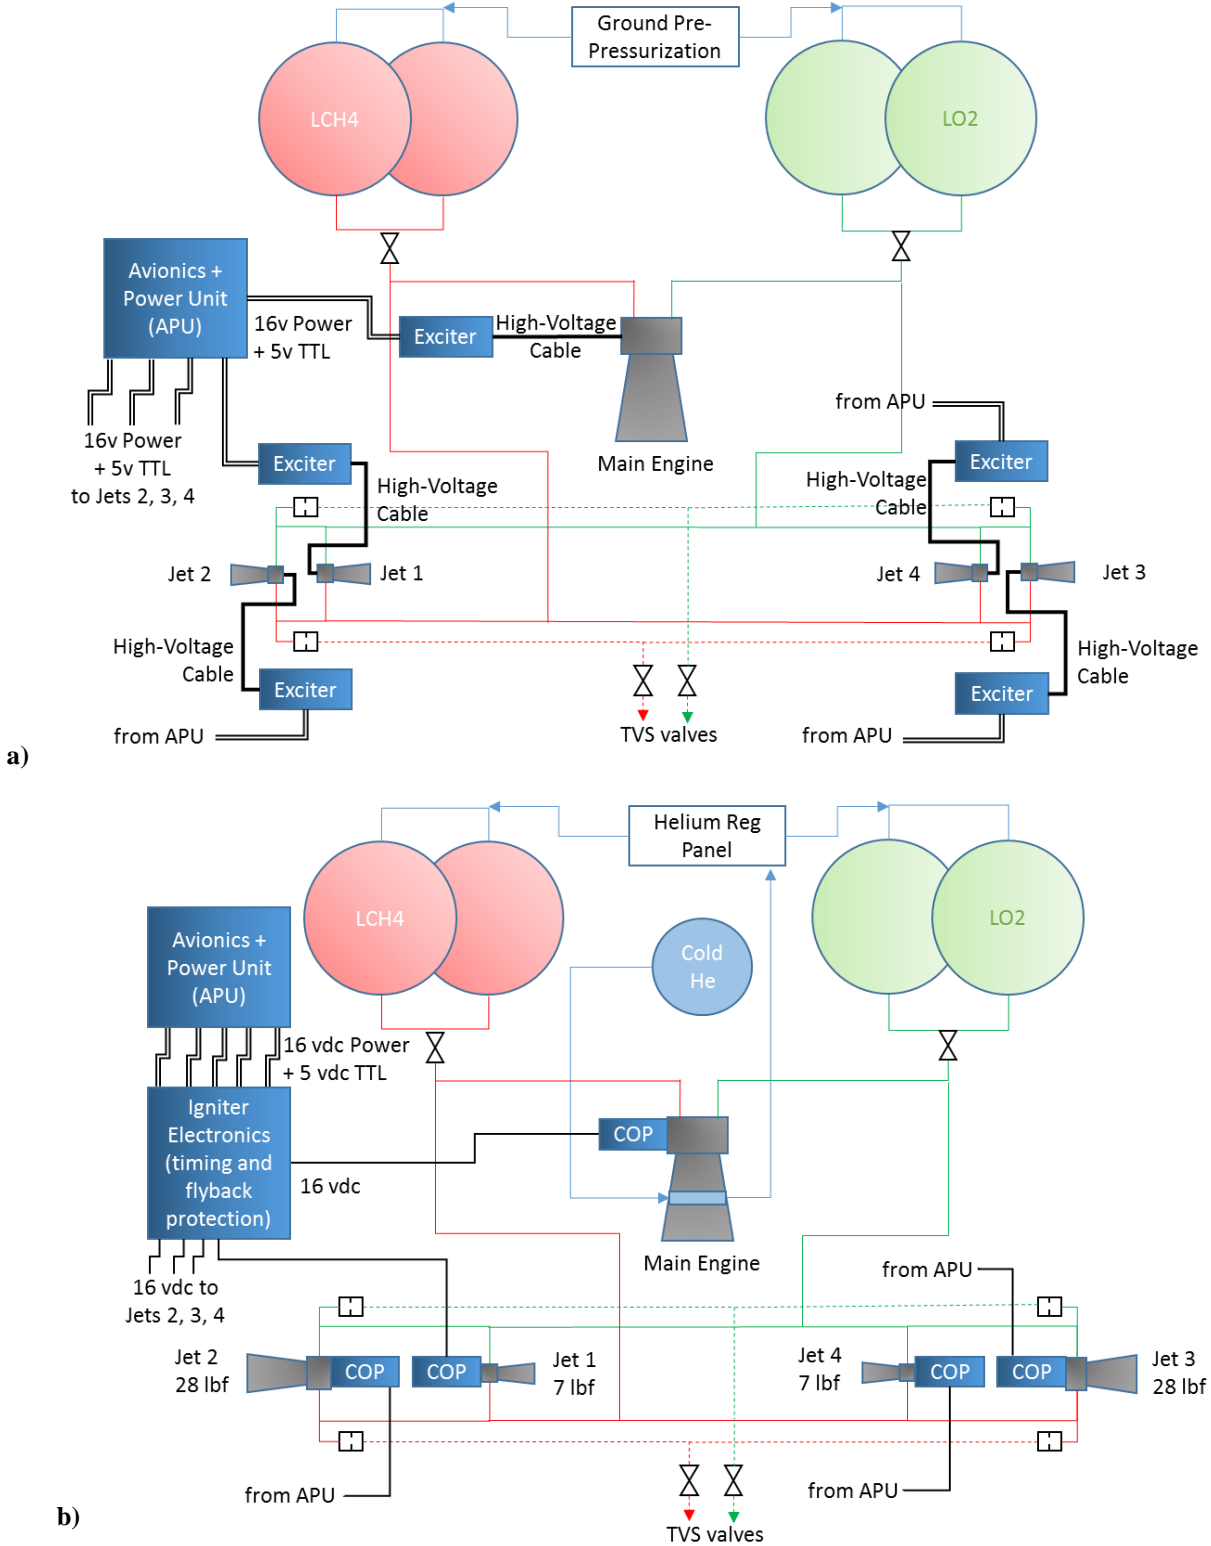 Ground Pre-
Pressurization
LCH4
LO2
Avionics +
Power Unit
(APU)
16v Power
+ 5v TTL
Exciter
High-Voltage
Cable
Main Engine
from APU
Exciter
16v Power
+ 5v TTL
to Jets 2, 3, 4
Exciter
High-Voltage
Cable
High-Voltage
Cable
Jet 2
Jet 1
Jet 4
Jet 3
High-Voltage
Cable
High-Voltage
Cable
Exciter
Exciter
from APU
TVS valves
from APU
a)
Helium Reg
Panel
LCH4
LO2
Cold
He
Avionics +
Power Unit
(APU)
16 vdc Power
+ 5 vdc TTL
Igniter
Electronics
(timing and
flyback
protection)
COP
16 vdc
Main Engine
from APU
16 vdc to
Jets 2, 3, 4
Jet 2
28 lbf
COP
COP
Jet 1
7 lbf
Jet 4
7 lbf
COP
COP
Jet 3
28 lbf
from APU
from APU
TVS valves
b)